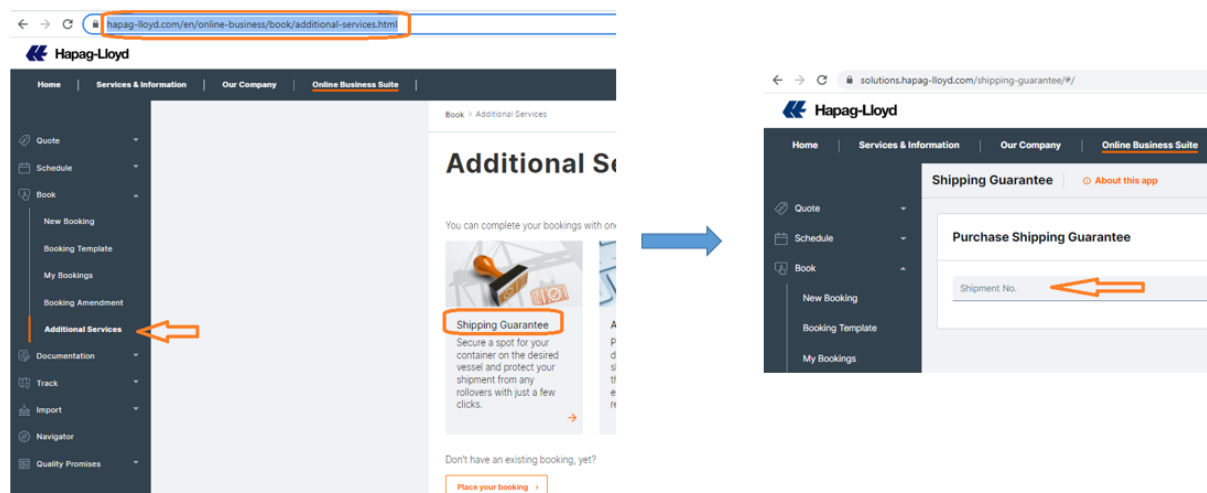 hapag-lloyd.com/en/online-business/book/additional-services.html
Hapag-Lloyd
Home
Services & Information
Our Company
Online Business Suite
Book > Additional Services
Quote
Schedule
Book
New Booking
Booking Template
My Bookings
Booking Amendment
Additional Services
Documentation
Track
Import
Navigator
Quality Promises
Additional Se
You can complete your bookings with one
Shipping Guarantee
Secure a spot for your
container on the desired
vessel and protect your
shipment from any
rollovers with just a few
clicks.
Don't have an existing booking, yet?
Place your booking
solutions.hapag-lloyd.com/shipping-guarantee/#/
Hapag-Lloyd
Home
Services & Information
Our Company
Online Business Suite
Shipping Guarantee
About this app
Quote
Schedule
Book
New Booking
Booking Template
My Bookings
Purchase Shipping Guarantee
Shipment No.